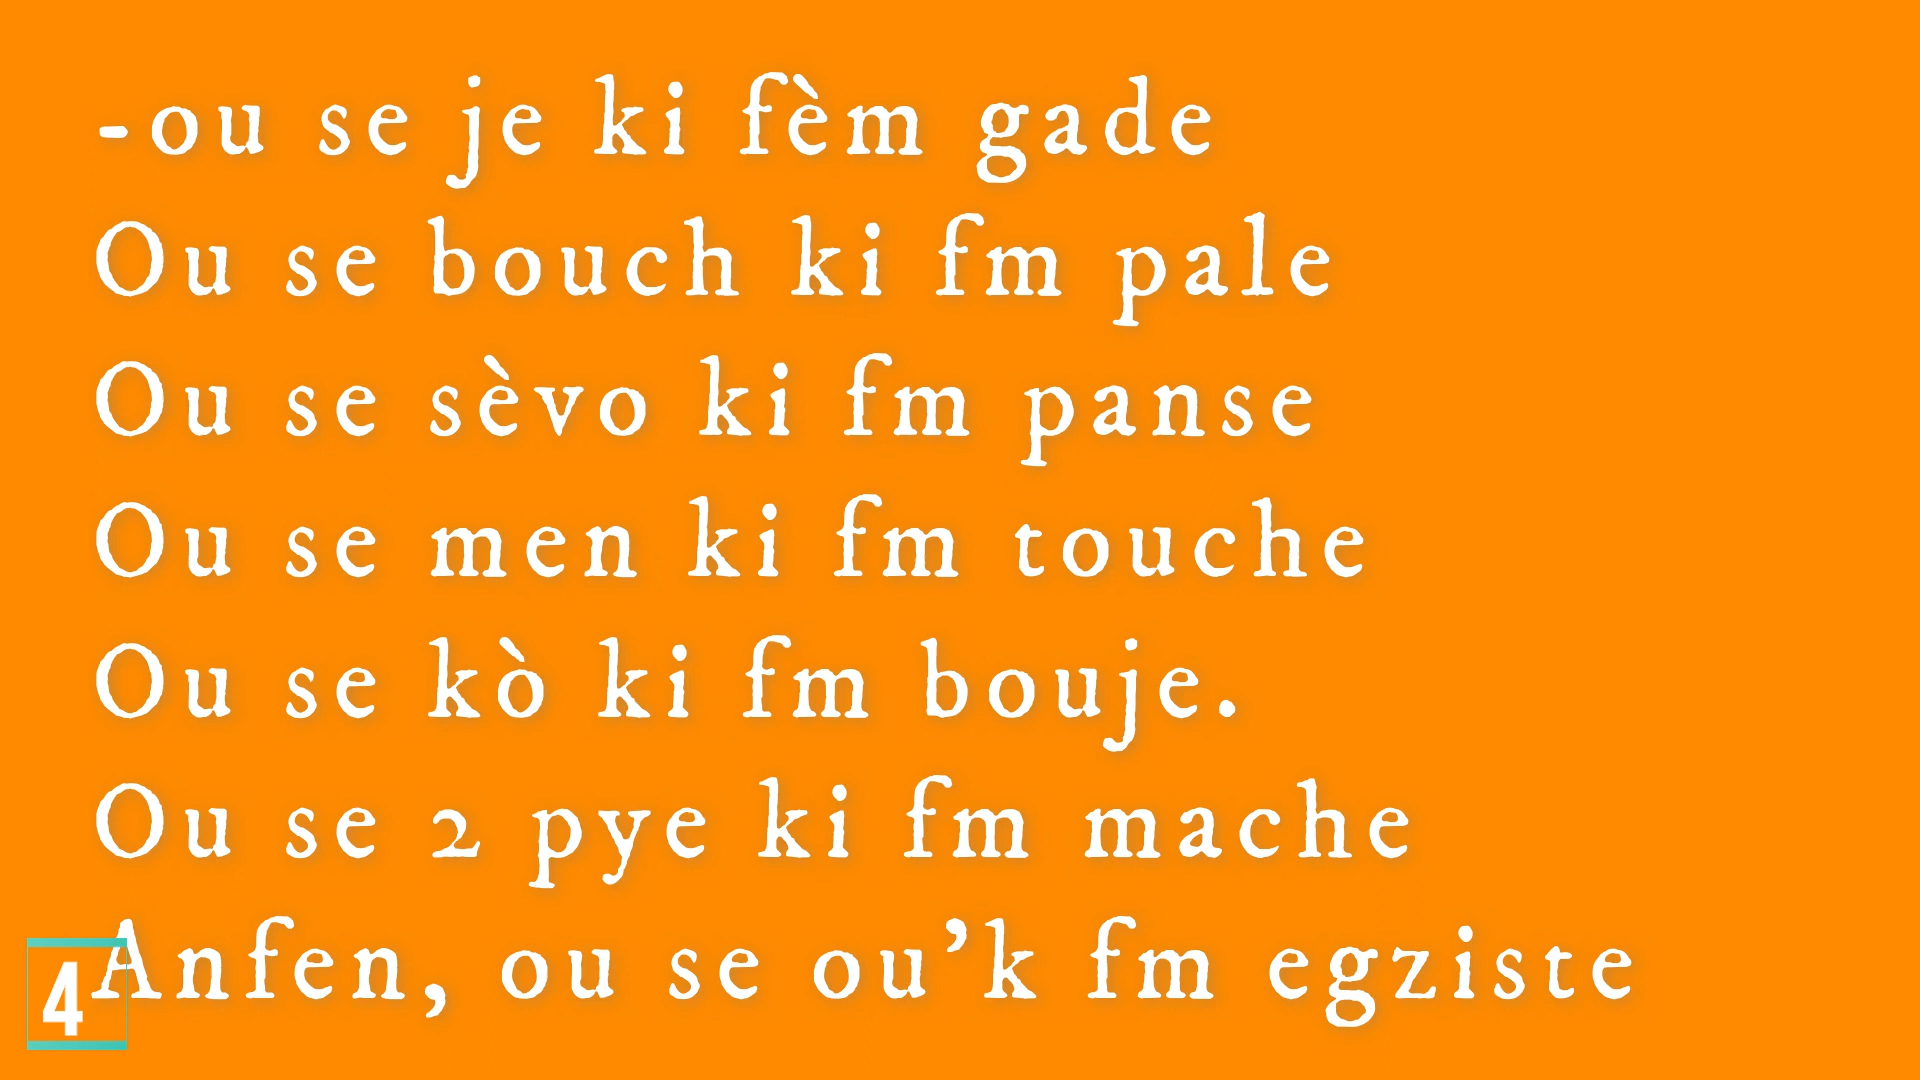 -ou se je ki fèm gade
Ou se bouch ki fm pale
Ou se sèvo ki fm panse
Ou se men ki fm touche
Ou se kò ki fm bouje.
Ou se 2 pye ki fm mache
Anfen, ou se ou’k fm egziste
4